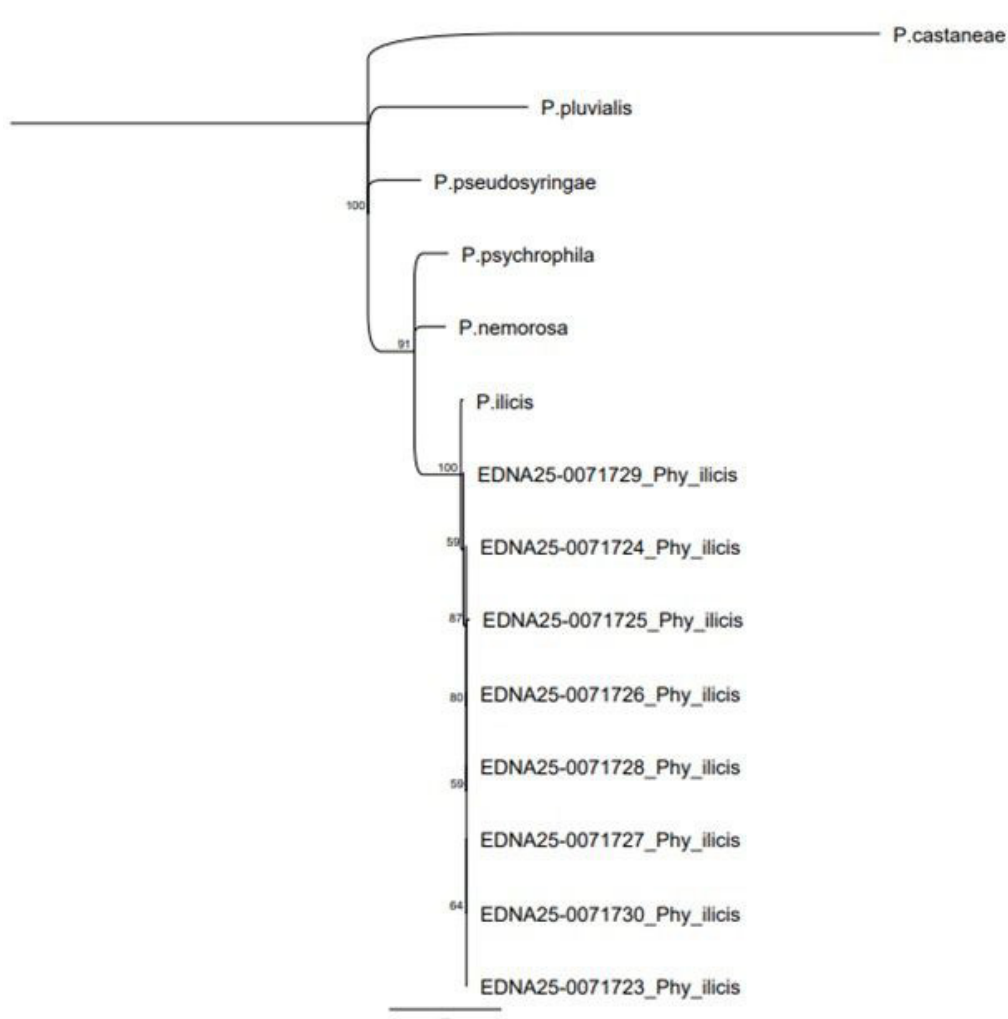 P.castaneae
P.pluvialis
P.pseudosyringae
100
P.psychrophila
P.nemorosa
91
P.ilicis
100
EDNA25-0071729_Phy_ilicis
59
EDNA25-0071724_Phy_ilicis
87
EDNA25-0071725_Phy_ilicis
80
EDNA25-0071726_Phy_ilicis
EDNA25-0071728_Phy_ilicis
59
EDNA25-0071727_Phy_ilicis
64
EDNA25-0071730_Phy_ilicis
EDNA25-0071723_Phy_ilicis